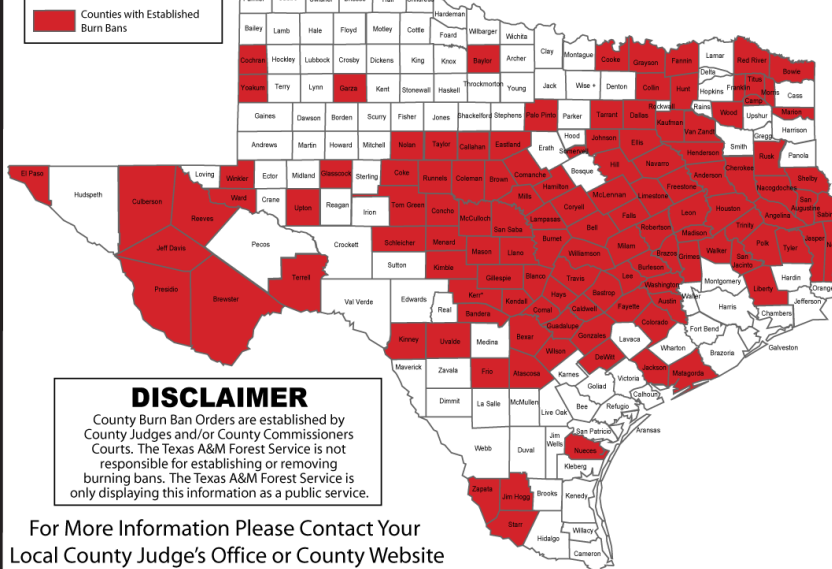 Counties with Established
Burn Bans
Hardeman
Bailey Lamb Hale Floyd Motley Cottle Foard Wilbarger Wichita
Clay Montague Cooke Grayson Fannin Lamar Red River Bowie
Cochran Hockley Lubbock Crosby Dickens King Knox Baylor Archer
Delta Titus Franklin Morris Cass
Yoakum Terry Lynn Garza Kent Stonewall Haskell Throckmorton Young Jack Wise + Denton Collin Hunt Hopkins
Rockwall Rains Wood Camp Upshur Marion
Gaines Dawson Borden Scurry Fisher Jones Shackelford Stephens Palo Pinto Parker Tarrant Dallas Kaufman Van Zandt Gregg Harrison
Andrews Martin Howard Mitchell Nolan Taylor Callahan Eastland Erath Hood Somervell Johnson Ellis Henderson Smith Rusk Panola
El Paso Hudspeth Culberson Loving Winkler Ector Midland Glasscock Sterling Coke Runnels Coleman Brown Comanche Bosque Hill Navarro Anderson Cherokee Shelby
Reeves Ward Crane Upton Reagan Irion Tom Green Concho McCulloch Mills Hamilton Coryell McLennan Limestone Freestone Leon Houston Nacogdoches San Augustine
Jeff Davis Pecos Crockett Schleicher Menard San Saba Lampasas Bell Falls Robertson Madison Trinity Angelina
Presidio Brewster Terrell Sutton Kimble Mason Llano Burnet Williamson Milam Brazos Grimes Walker San Jacinto Polk Tyler Jasper
Val Verde Edwards Real Kerr* Gillespie Blanco Travis Lee Burleson Washington Montgomery Liberty Hardin Orange
Bandera Kendall Comal Hays Caldwell Bastrop Fayette Austin Waller Harris Chambers Jefferson
Kinney Uvalde Medina Bexar Guadalupe Gonzales Lavaca Colorado Wharton Fort Bend Brazoria Galveston
Maverick Zavala Frio Atascosa Wilson Karnes DeWitt Victoria Jackson Matagorda
Dimmit La Salle McMullen Live Oak Bee Goliad Refugio Calhoun
Webb Duval Jim Wells San Patricio Nueces Aransas
Kleberg
Zapata Jim Hogg Brooks Kenedy
Starr Hidalgo Willacy
Cameron
DISCLAIMER
County Burn Ban Orders are established by
County Judges and/or County Commissioners
Courts. The Texas A&M Forest Service is not
responsible for establishing or removing
burning bans. The Texas A&M Forest Service is
only displaying this information as a public service.
For More Information Please Contact Your
Local County Judge's Office or County Website